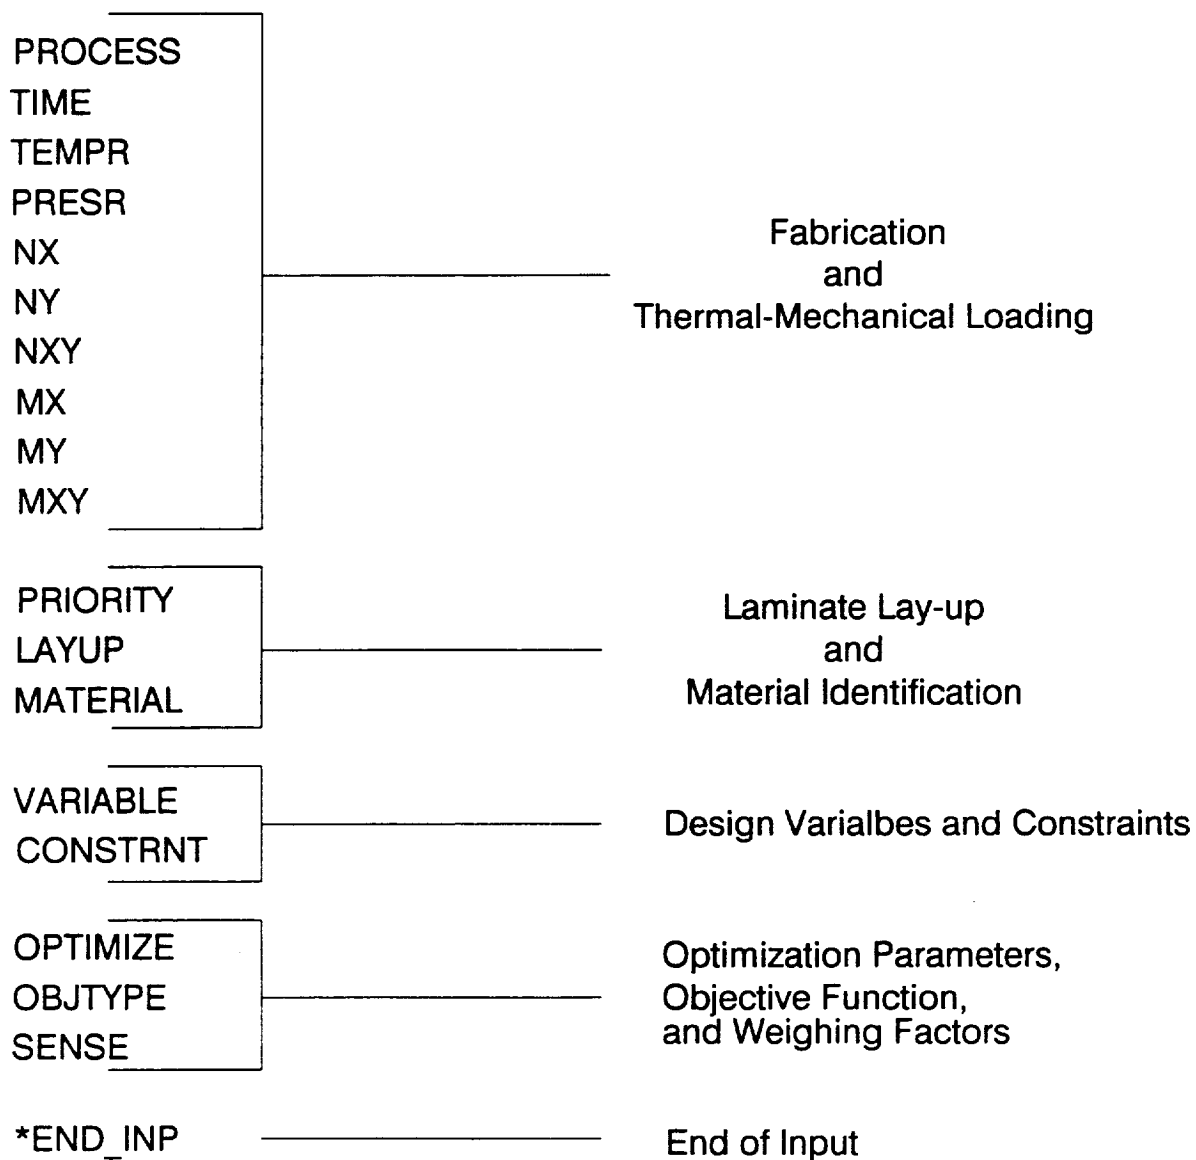 PROCESS
TIME
TEMPR
PRESR
NX
NY
NXY
MX
MY
MXY
Fabrication
and
Thermal-Mechanical Loading
PRIORITY
LAYUP
MATERIAL
Laminate Lay-up
and
Material Identification
VARIABLE
CONSTRNT
Design Varialbes and Constraints
OPTIMIZE
OBJTYPE
SENSE
Optimization Parameters,
Objective Function,
and Weighing Factors
*END_INP
End of Input